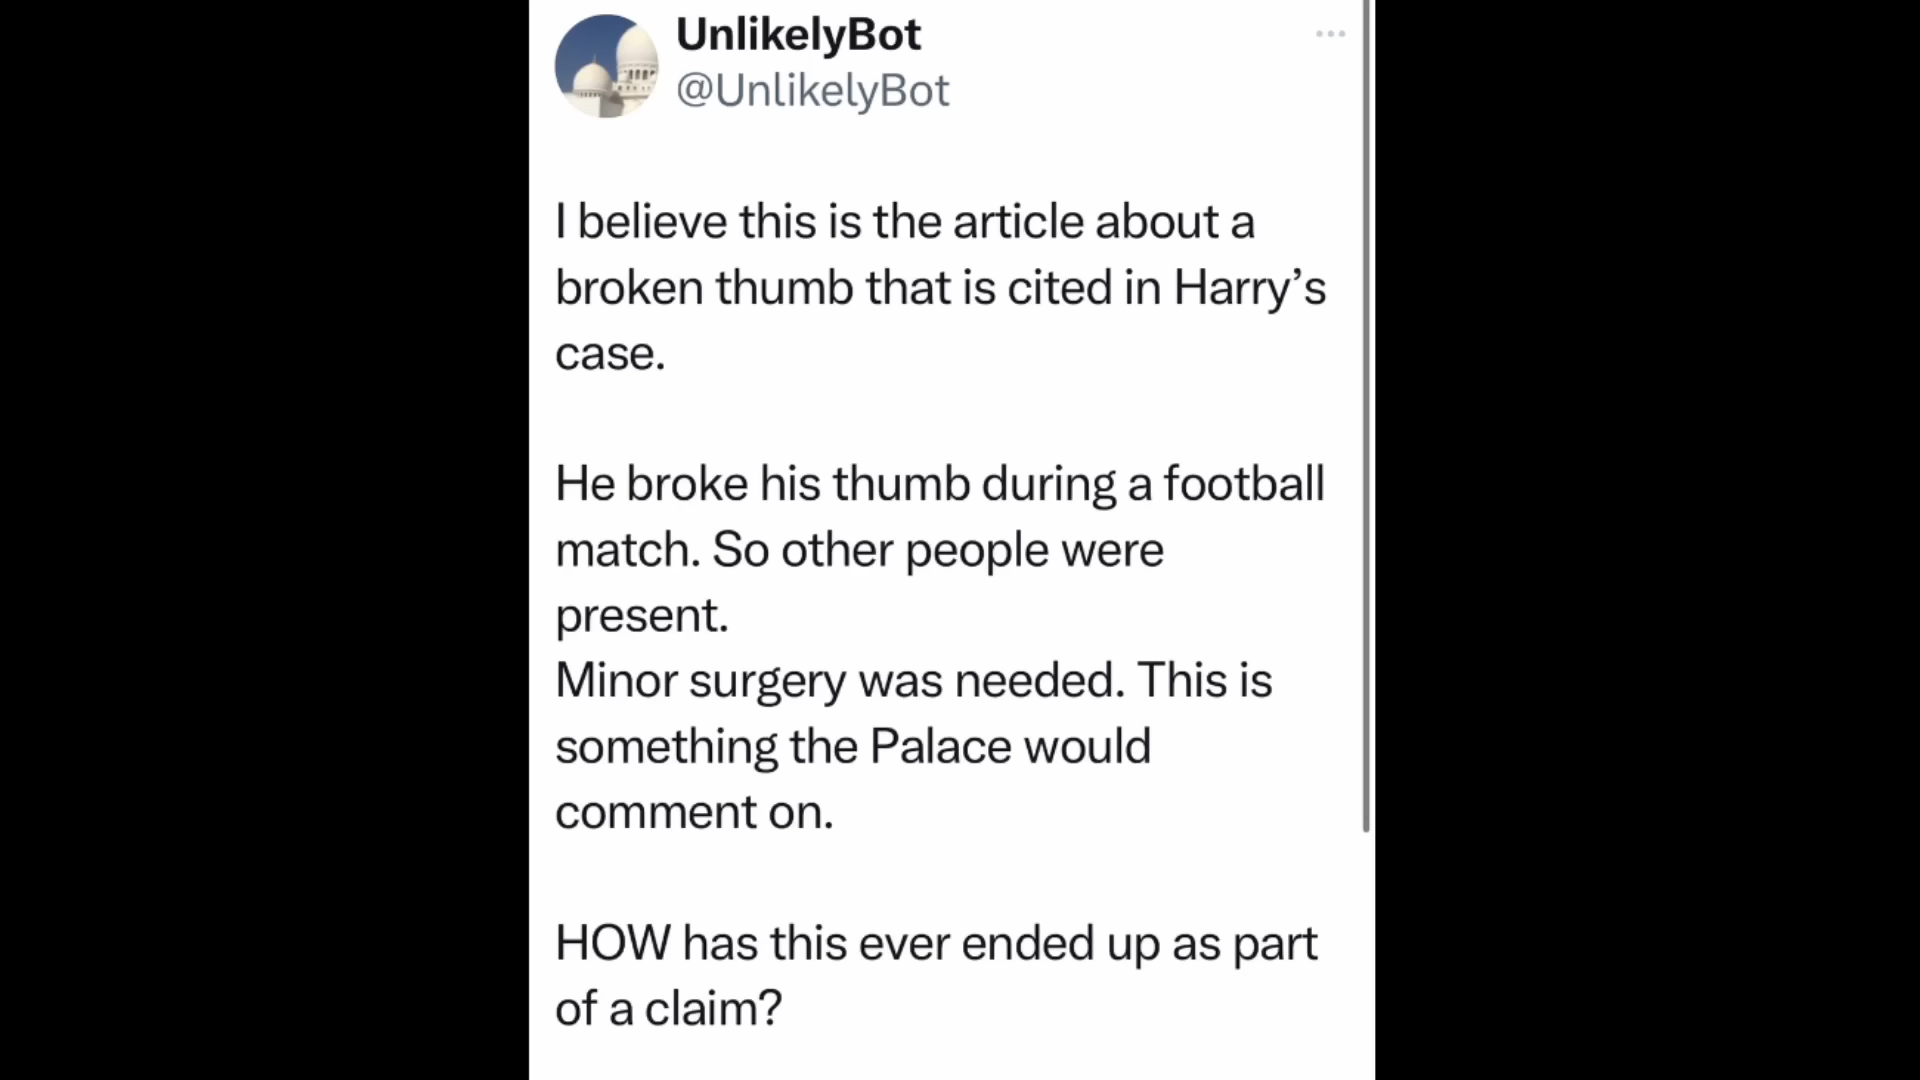 UnlikelyBot
@UnlikelyBot
I believe this is the article about a
broken thumb that is cited in Harry’s
case.
He broke his thumb during a football
match. So other people were
present.
Minor surgery was needed. This is
something the Palace would
comment on.
HOW has this ever ended up as part
of a claim?